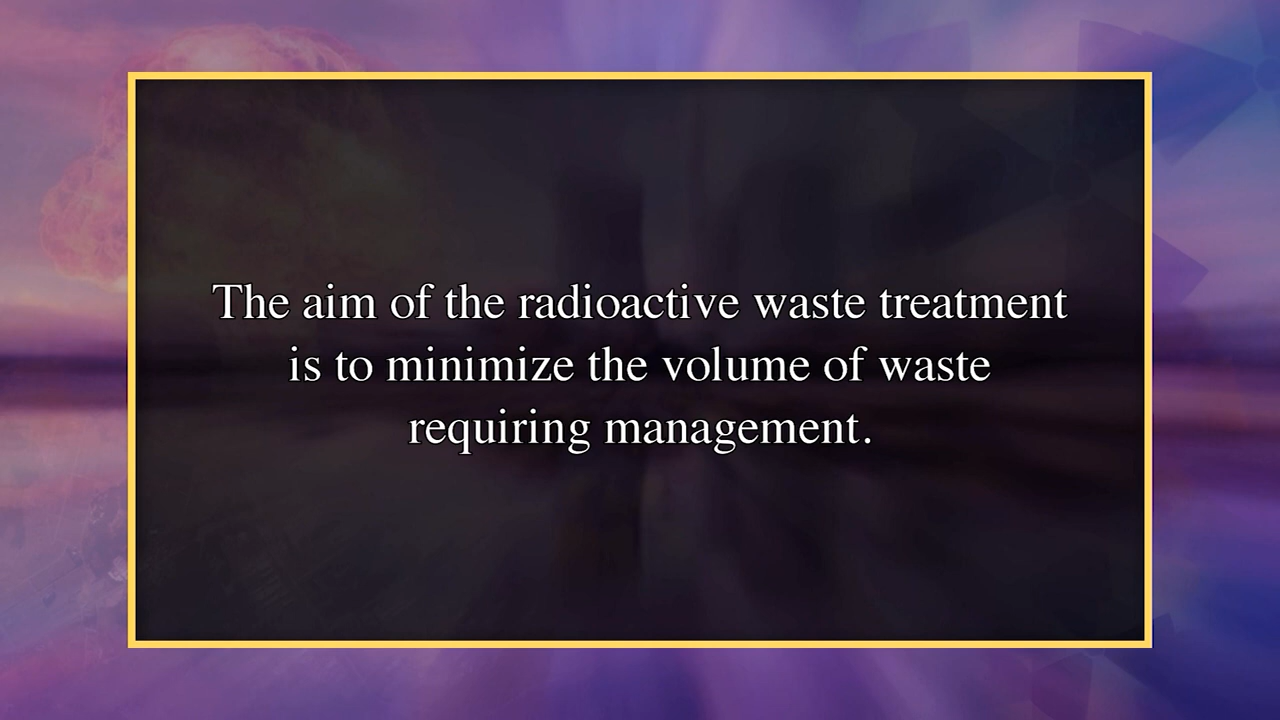 The aim of the radioactive waste treatment
is to minimize the volume of waste
requiring management.